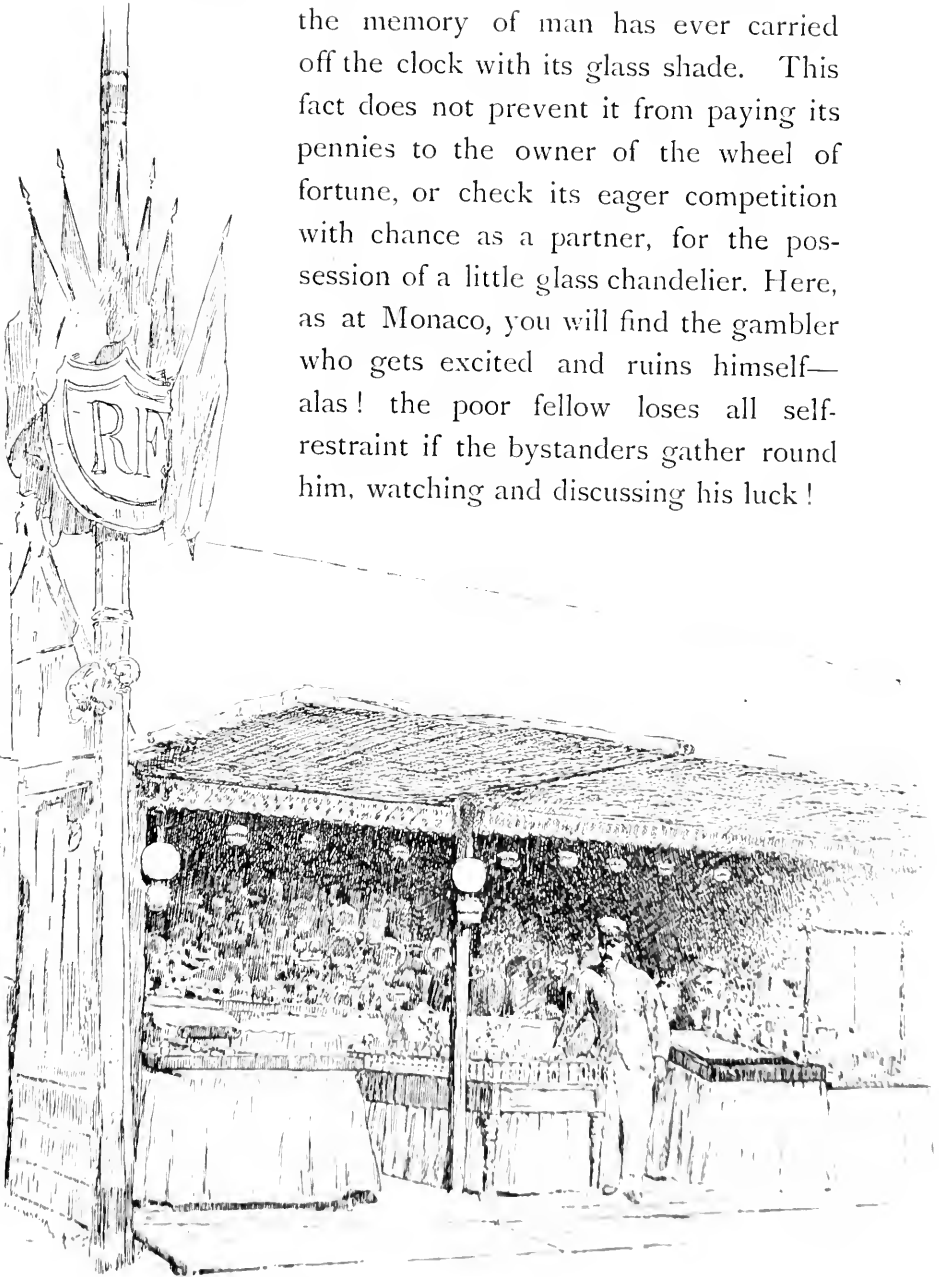 the memory of man has ever carried
off the clock with its glass shade. This
fact does not prevent it from paying its
pennies to the owner of the wheel of
fortune, or check its eager competition
with chance as a partner, for the pos-
session of a little glass chandelier. Here,
as at Monaco, you will find the gambler
who gets excited and ruins himself—
alas! the poor fellow loses all self-
restraint if the bystanders gather round
him, watching and discussing his luck!
RF